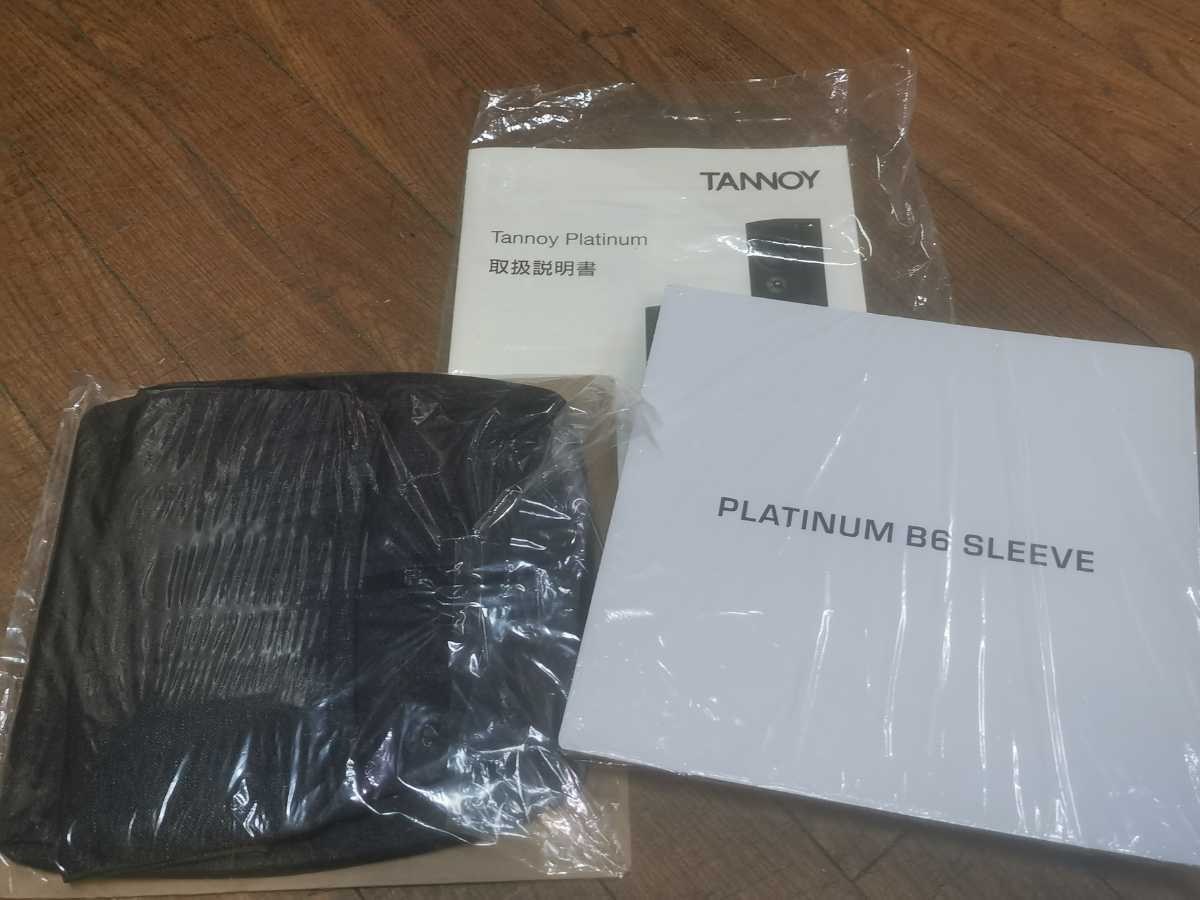 TANNOY
Tannoy Platinum
取扱説明書
PLATINUM B6 SLEEVE